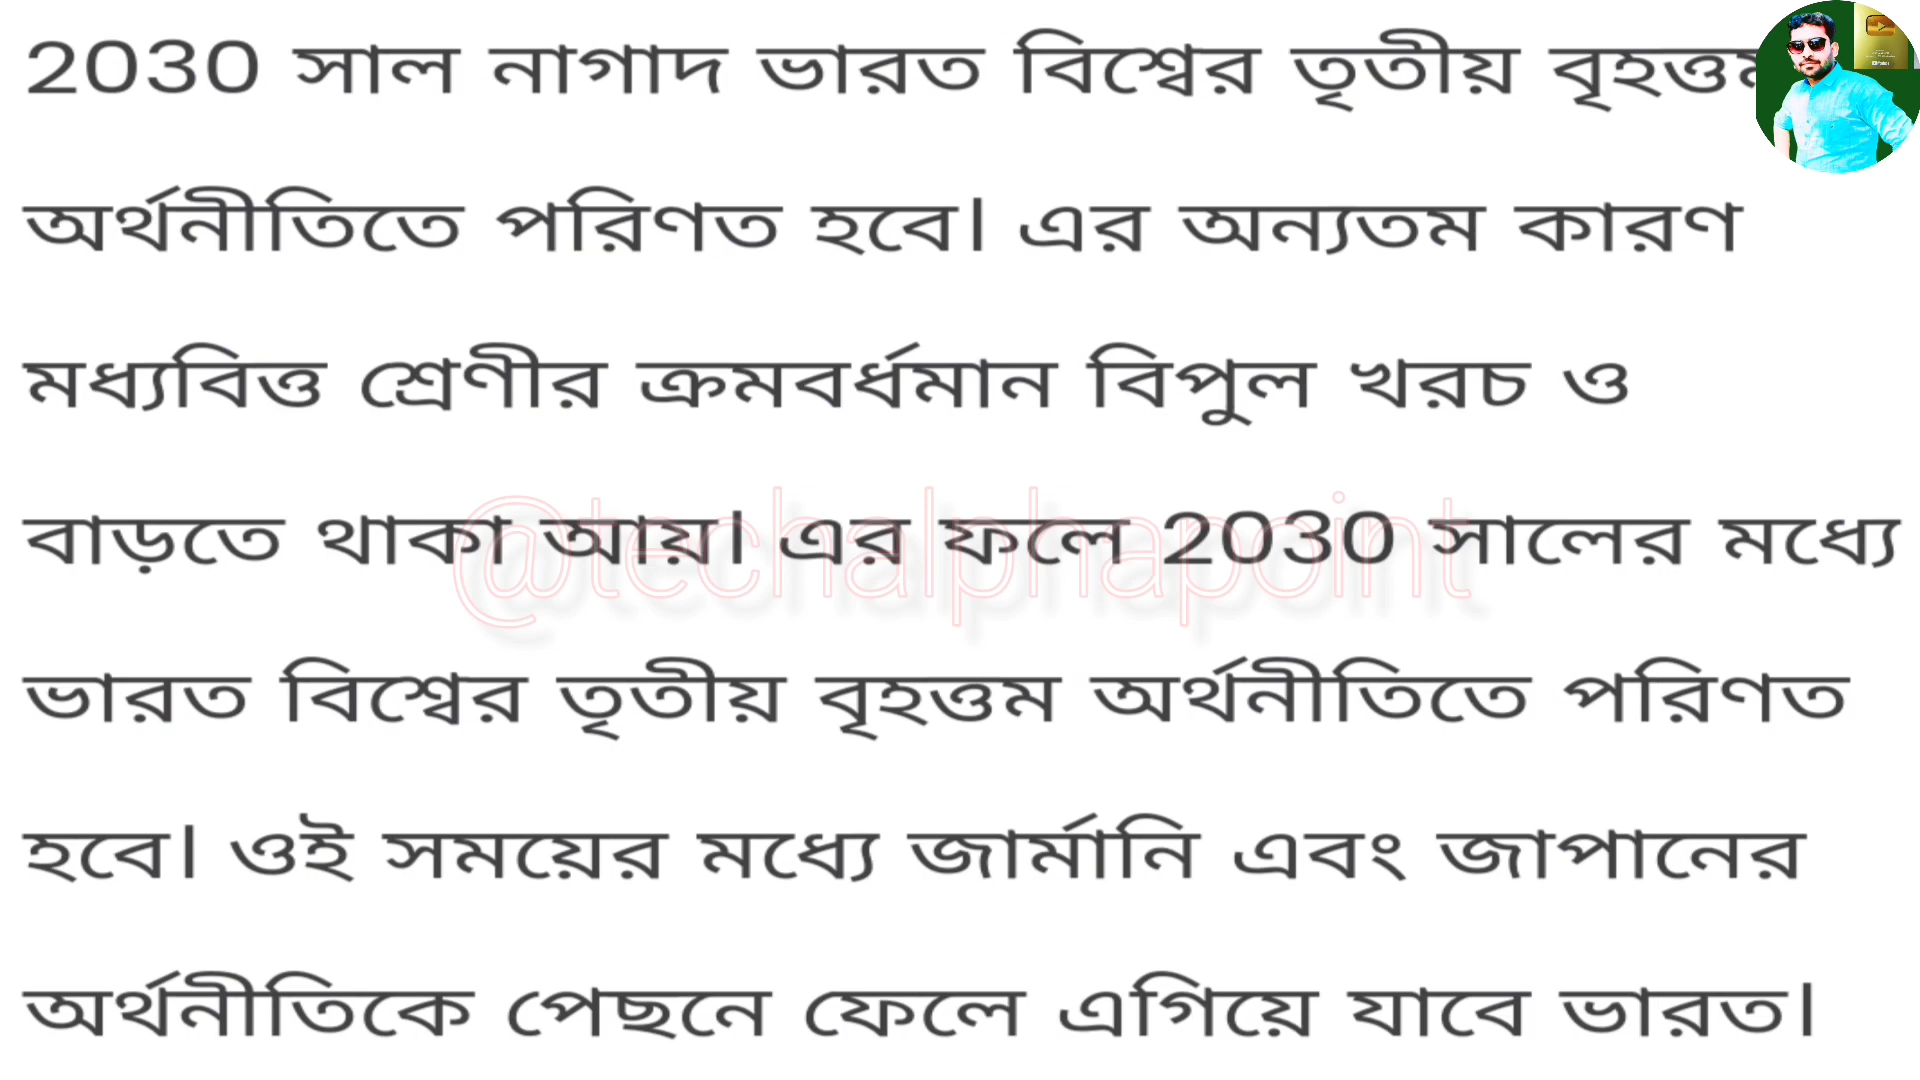 2030 সাল নাগাদ ভারত বিশ্বের তৃতীয় বৃহত্তম
অর্থনীতিতে পরিণত হবে। এর অন্যতম কারণ
মধ্যবিত্ত শ্রেণীর ক্রমবর্ধমান বিপুল খরচ ও
বাড়তে থাকা আয়। এর ফলে 2030 সালের মধ্যে
@techalphapoint
ভারত বিশ্বের তৃতীয় বৃহত্তম অর্থনীতিতে পরিণত
হবে। ওই সময়ের মধ্যে জার্মানি এবং জাপানের
অর্থনীতিকে পেছনে ফেলে এগিয়ে যাবে ভারত।